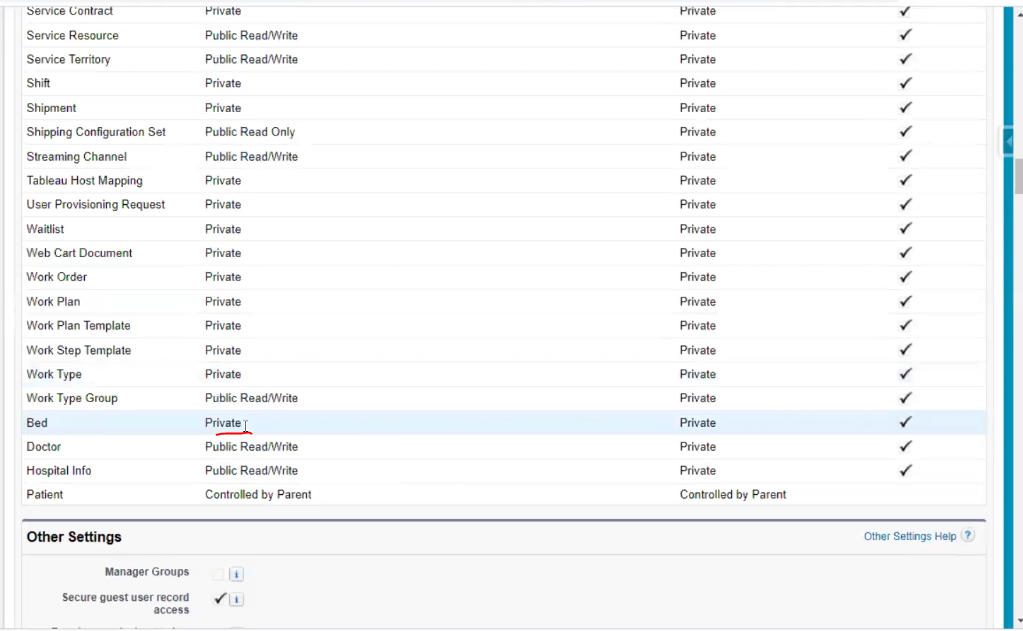 Service Contract Private Private
Service Resource Public Read/Write Private
Service Territory Public Read/Write Private
Shift Private Private
Shipment Private Private
Shipping Configuration Set Public Read Only Private
Streaming Channel Public Read/Write Private
Tableau Host Mapping Private Private
User Provisioning Request Private Private
Waitlist Private Private
Web Cart Document Private Private
Work Order Private Private
Work Plan Private Private
Work Plan Template Private Private
Work Step Template Private Private
Work Type Private Private
Work Type Group Public Read/Write Private
Bed Private Private
Doctor Public Read/Write Private
Hospital Info Public Read/Write Private
Patient Controlled by Parent Controlled by Parent
Other Settings Other Settings Help ?
Manager Groups i
Secure guest user record i
access